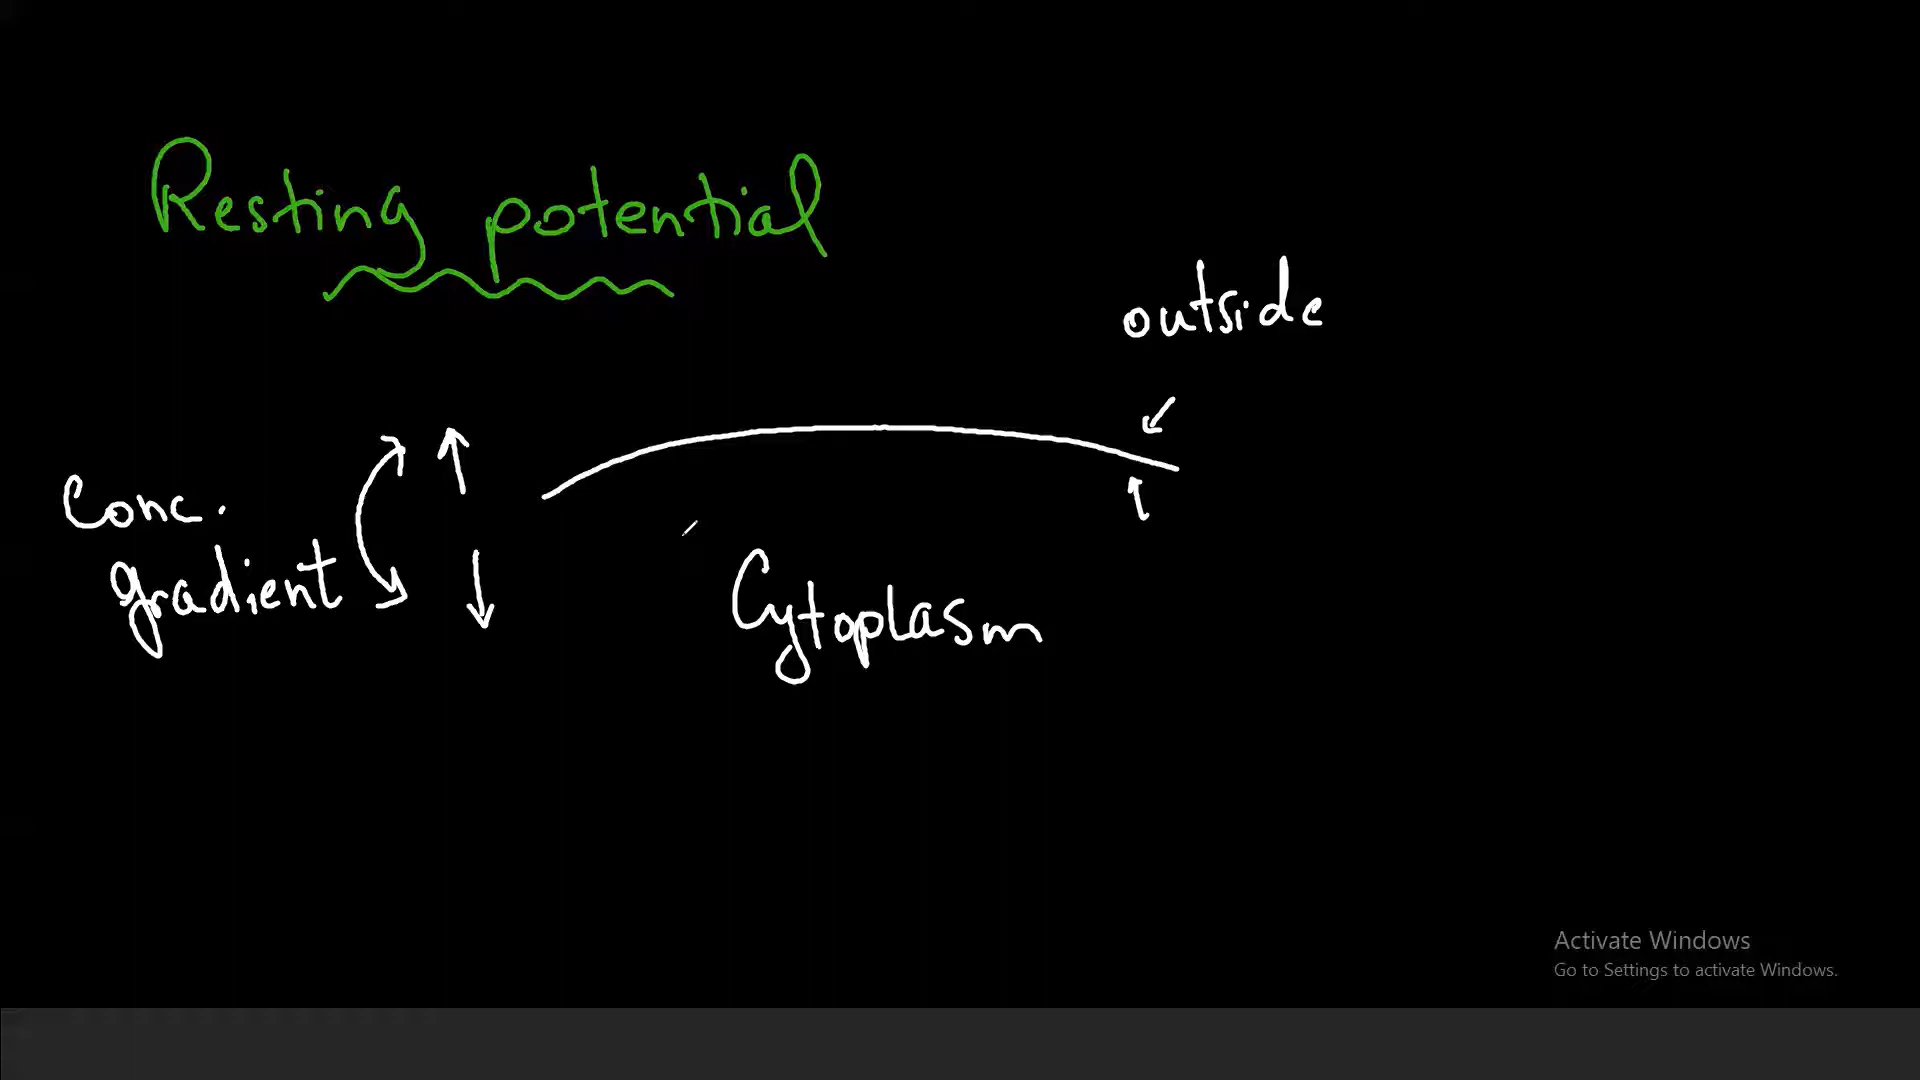 Resting potential
outside
Conc.
gradient
Cytoplasm
Activate Windows
Go to Settings to activate Windows.